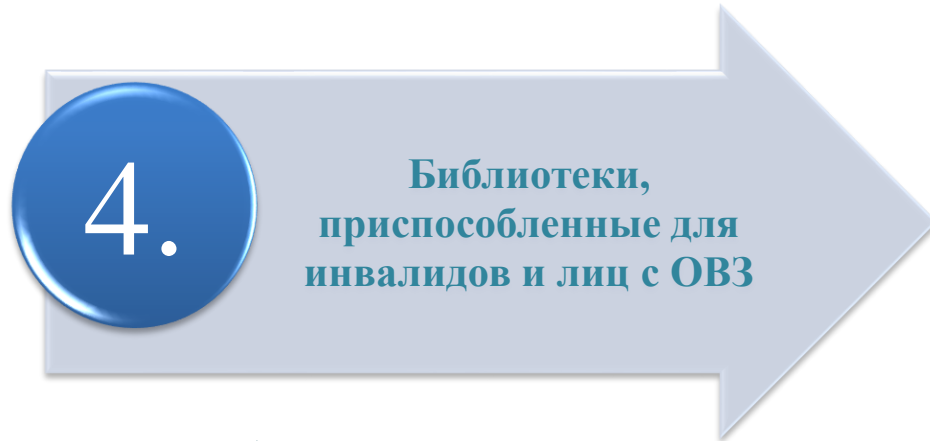 4.
Библиотеки,
приспособленные для
инвалидов и лиц с ОВЗ